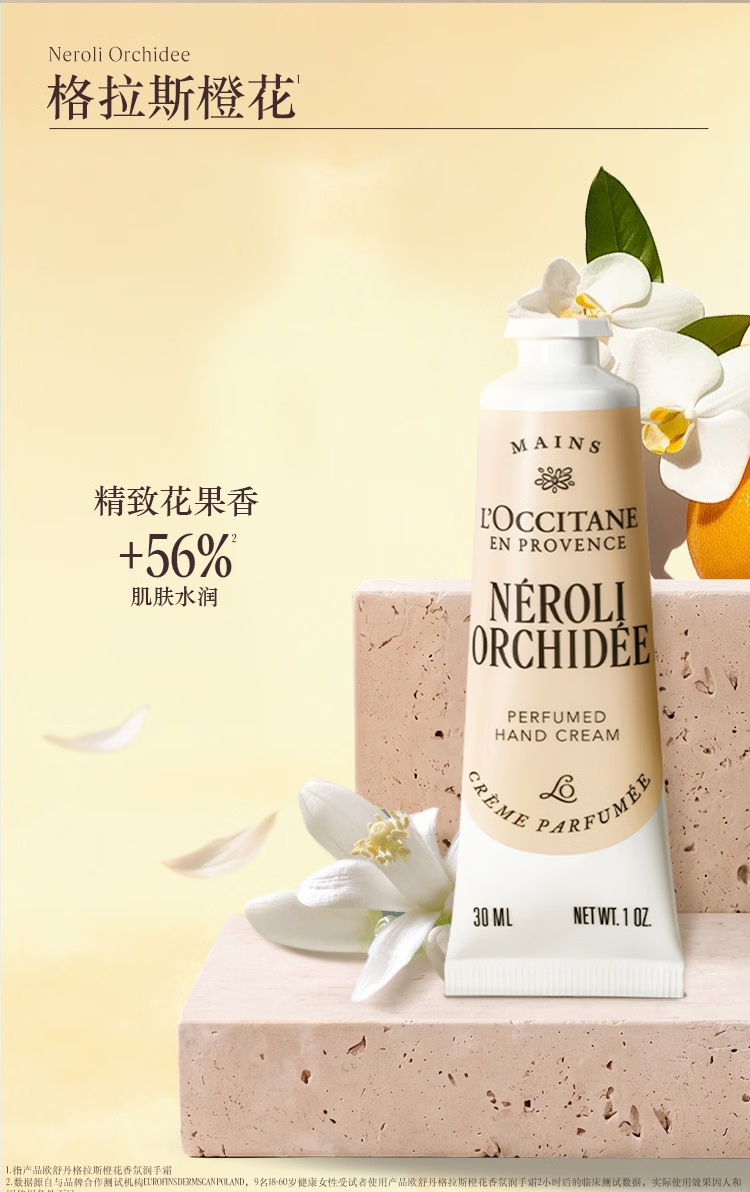 Neroli Orchidee
格拉斯橙花1
精致花果香
+56%2
肌肤水润
MAINS
L'OCCITANE
EN PROVENCE
NÉROLI
ORCHIDÉE
PERFUMED
HAND CREAM
LO
CRÈME PARFUMÉE
30 ML NET WT. 1 OZ.
1.指产品欧舒丹格拉斯橙花香氛润手霜
2.数据源自与品牌合作测试机构EUROFINSDERMSCANPOLAND，9名18-60岁健康女性受试者使用产品欧舒丹格拉斯橙花香氛润手霜2小时后的临床测试数据，实际使用效果因人和